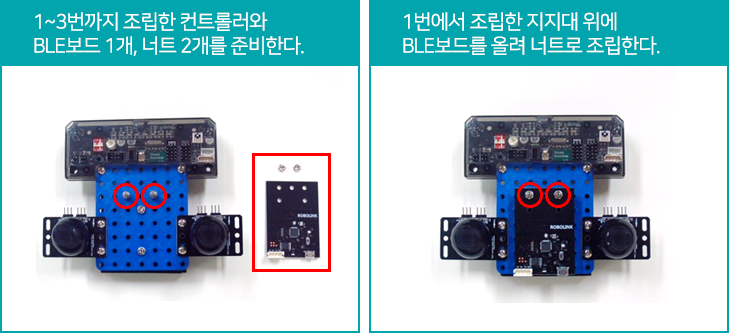 1~3번까지 조립한 컨트롤러와
BLE보드 1개, 너트 2개를 준비한다.
1번에서 조립한 지지대 위에
BLE보드를 올려 너트로 조립한다.
ROBOLINK
ROBOLINK